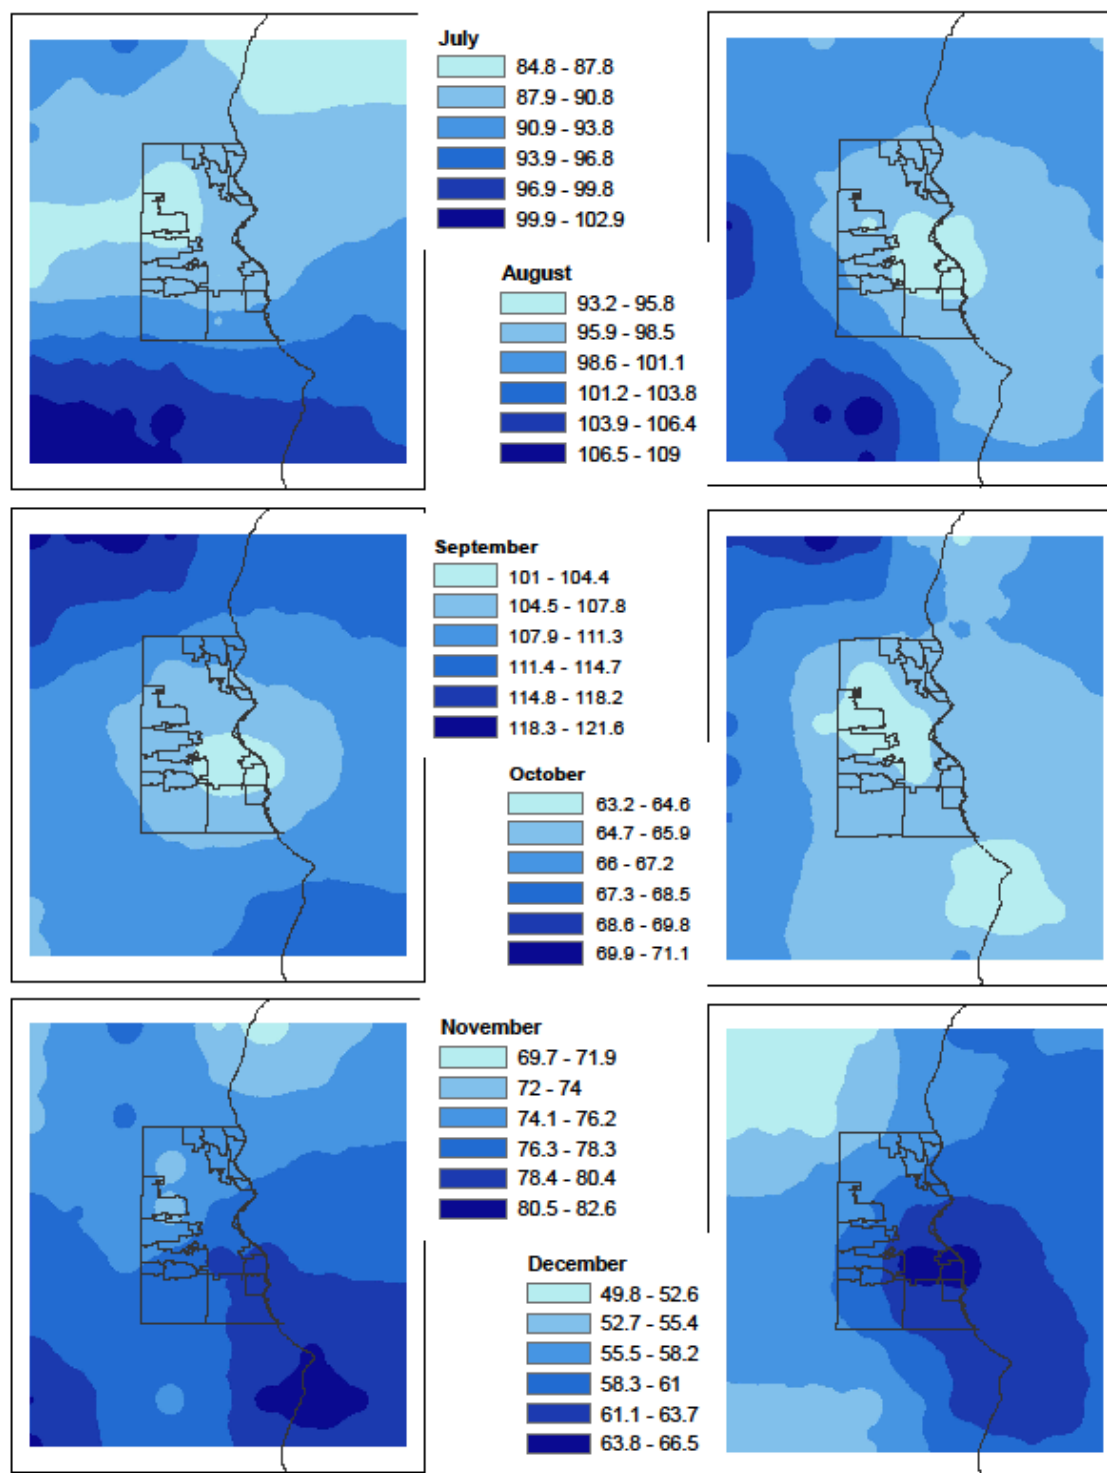 July
84.8 - 87.8
87.9 - 90.8
90.9 - 93.8
93.9 - 96.8
96.9 - 99.8
99.9 - 102.9
August
93.2 - 95.8
95.9 - 98.5
98.6 - 101.1
101.2 - 103.8
103.9 - 106.4
106.5 - 109
September
101 - 104.4
104.5 - 107.8
107.9 - 111.3
111.4 - 114.7
114.8 - 118.2
118.3 - 121.6
October
63.2 - 64.6
64.7 - 65.9
66 - 67.2
67.3 - 68.5
68.6 - 69.8
69.9 - 71.1
November
69.7 - 71.9
72 - 74
74.1 - 76.2
76.3 - 78.3
78.4 - 80.4
80.5 - 82.6
December
49.8 - 52.6
52.7 - 55.4
55.5 - 58.2
58.3 - 61
61.1 - 63.7
63.8 - 66.5